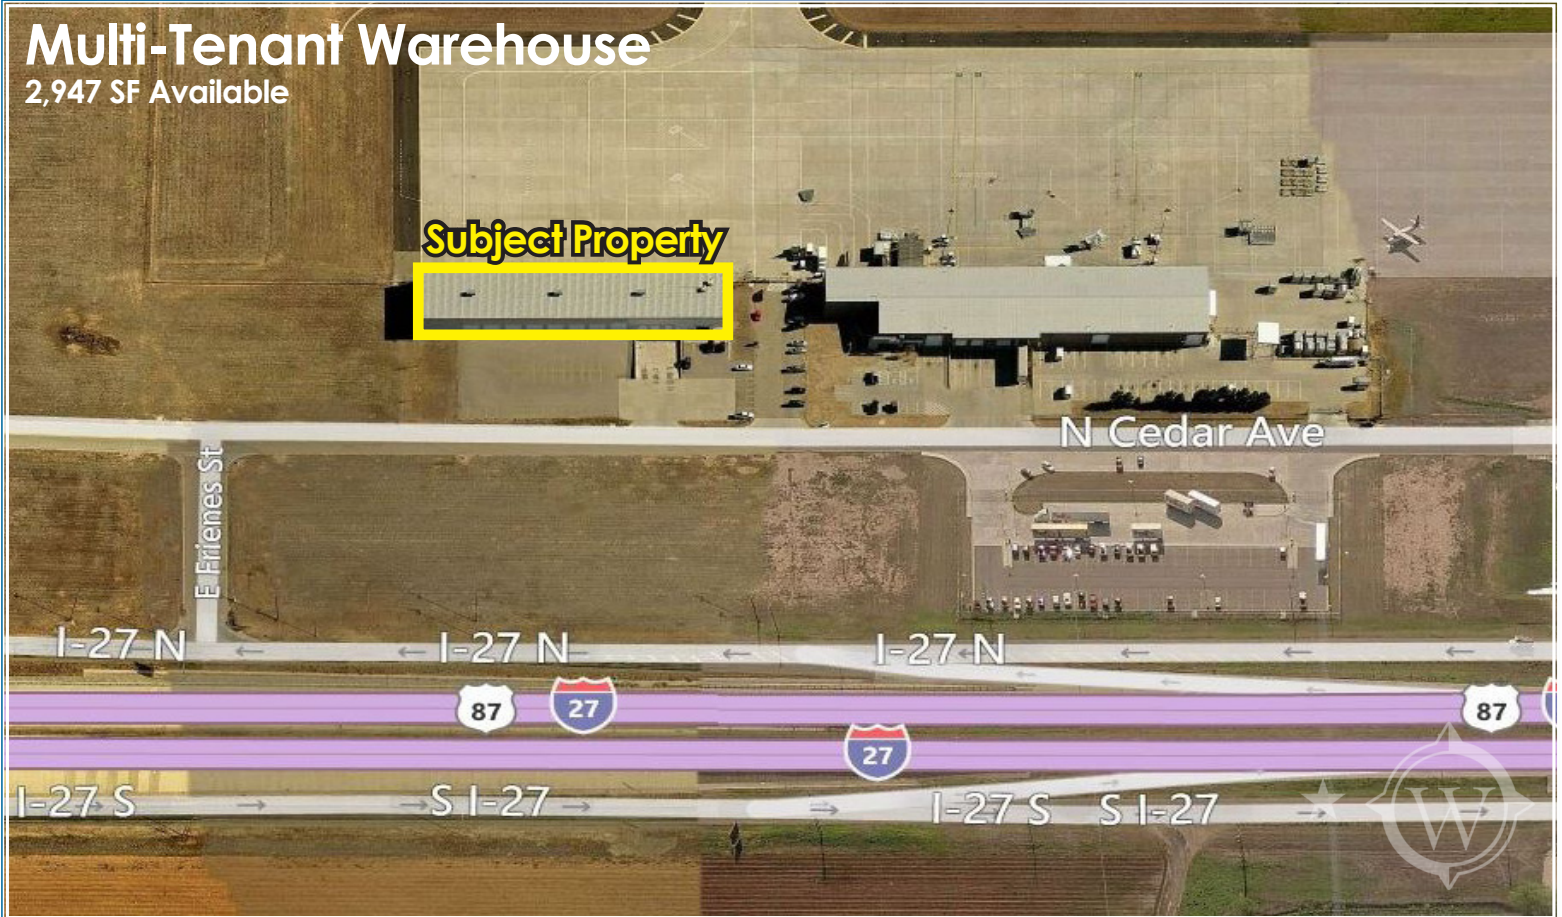 Multi-Tenant Warehouse
2,947 SF Available
Subject Property
N Cedar Ave
E Frienes St
I-27 N
I-27 N
I-27 N
87
27
87
27
I-27 S
S I-27
I-27 S
S I-27
W